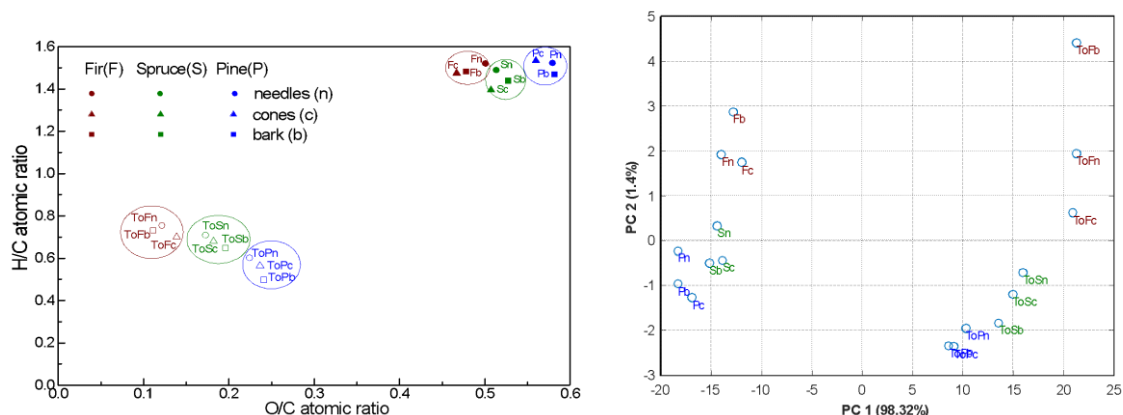 1.6
1.4
1.2
1.0
0.8
0.6
0.4
0.2
0.0
H/C atomic ratio
Fir(F) Spruce(S) Pine(P)
needles (n)
cones (c)
bark (b)
Fc Fn Fb
Sn Sb Sc
Pc Pn Pb
ToFn
ToFb
ToFc
ToSn
ToSc ToSb
ToPn
ToPc
ToPb
0.0 0.1 0.2 0.3 0.4 0.5 0.6
O/C atomic ratio
5
4
3
2
1
0
-1
-2
-3
PC 2 (1.4%)
ToFb
Fb
Fn
Fc
ToFn
ToFc
Sn
Pn
Sb Sc
Pb
Pc
ToSn
ToSc
ToSb
ToPn
ToPc
-20 -15 -10 -5 0 5 10 15 20 25
PC 1 (98.32%)